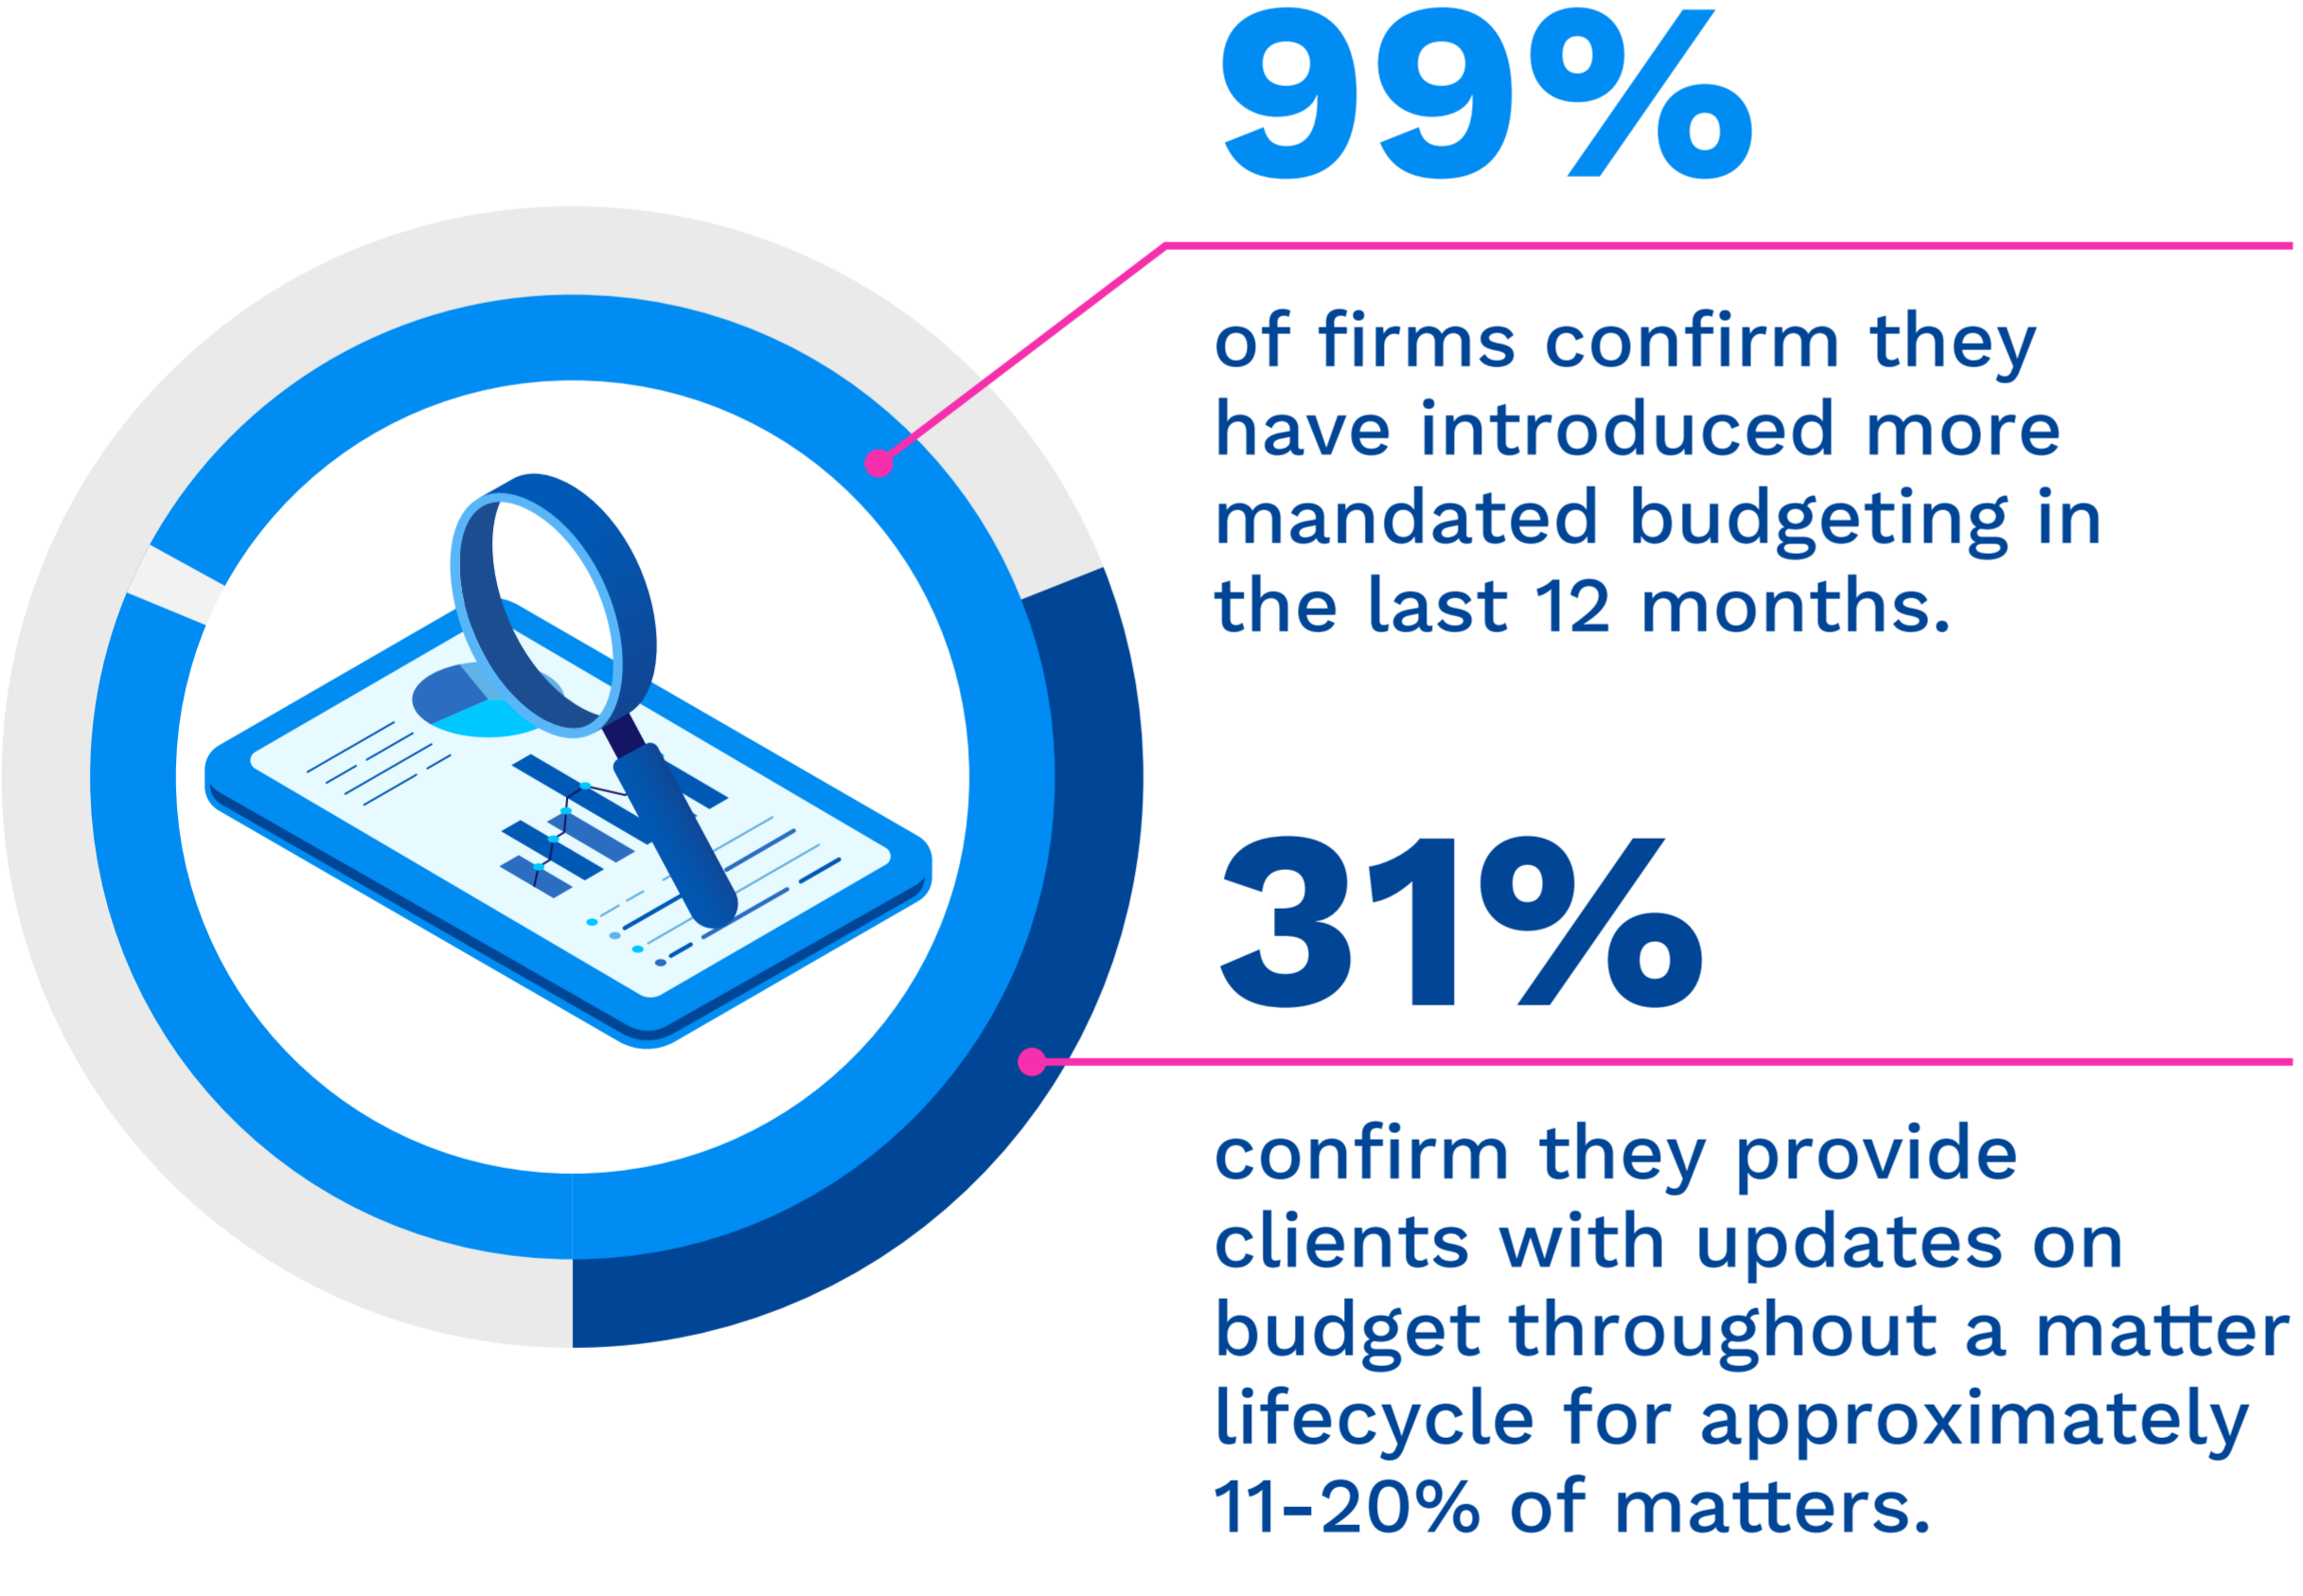 99%
of firms confirm they
have introduced more
mandated budgeting in
the last 12 months.
31%
confirm they provide
clients with updates on
budget throughout a matter
lifecycle for approximately
11-20% of matters.